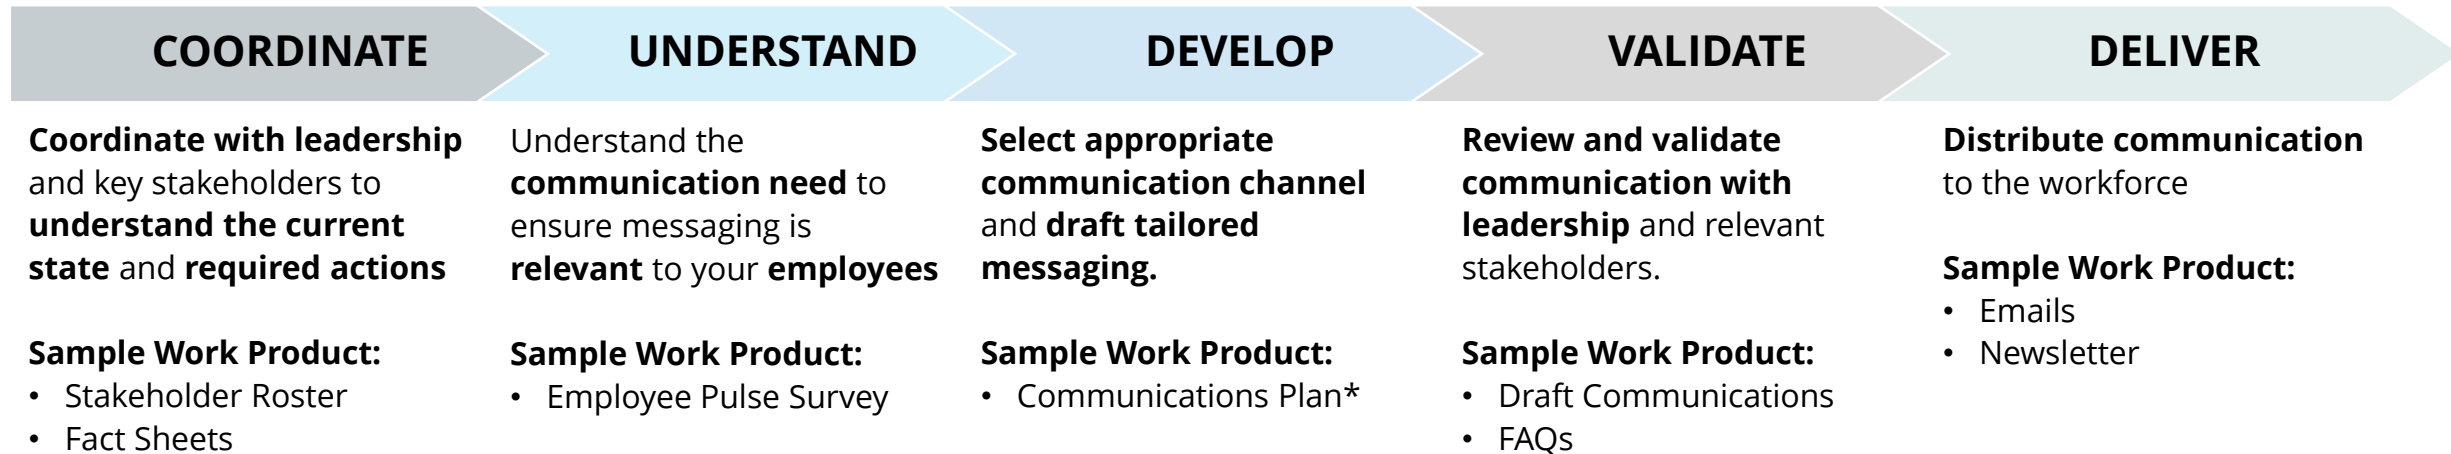 COORDINATE
Coordinate with leadership
and key stakeholders to
understand the current
state and required actions
Sample Work Product:
• Stakeholder Roster
• Fact Sheets
UNDERSTAND
Understand the
communication need to
ensure messaging is
relevant to your employees
Sample Work Product:
• Employee Pulse Survey
DEVELOP
Select appropriate
communication channel
and draft tailored
messaging.
Sample Work Product:
• Communications Plan*
VALIDATE
Review and validate
communication with
leadership and relevant
stakeholders.
Sample Work Product:
• Draft Communications
• FAQs
DELIVER
Distribute communication
to the workforce
Sample Work Product:
• Emails
• Newsletter